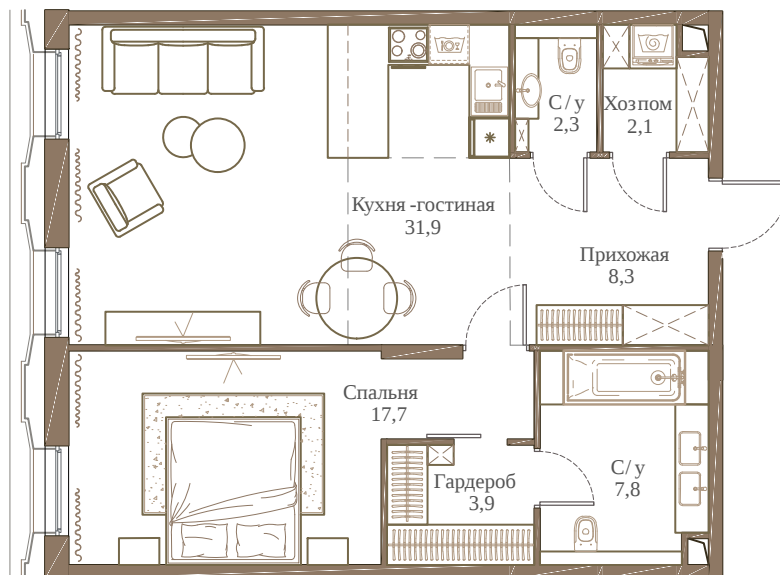 С/у
2,3
Хозпом
2,1
Кухня -гостиная
31,9
Прихожая
8,3
Спальня
17,7
Гардероб
3,9
С/у
7,8